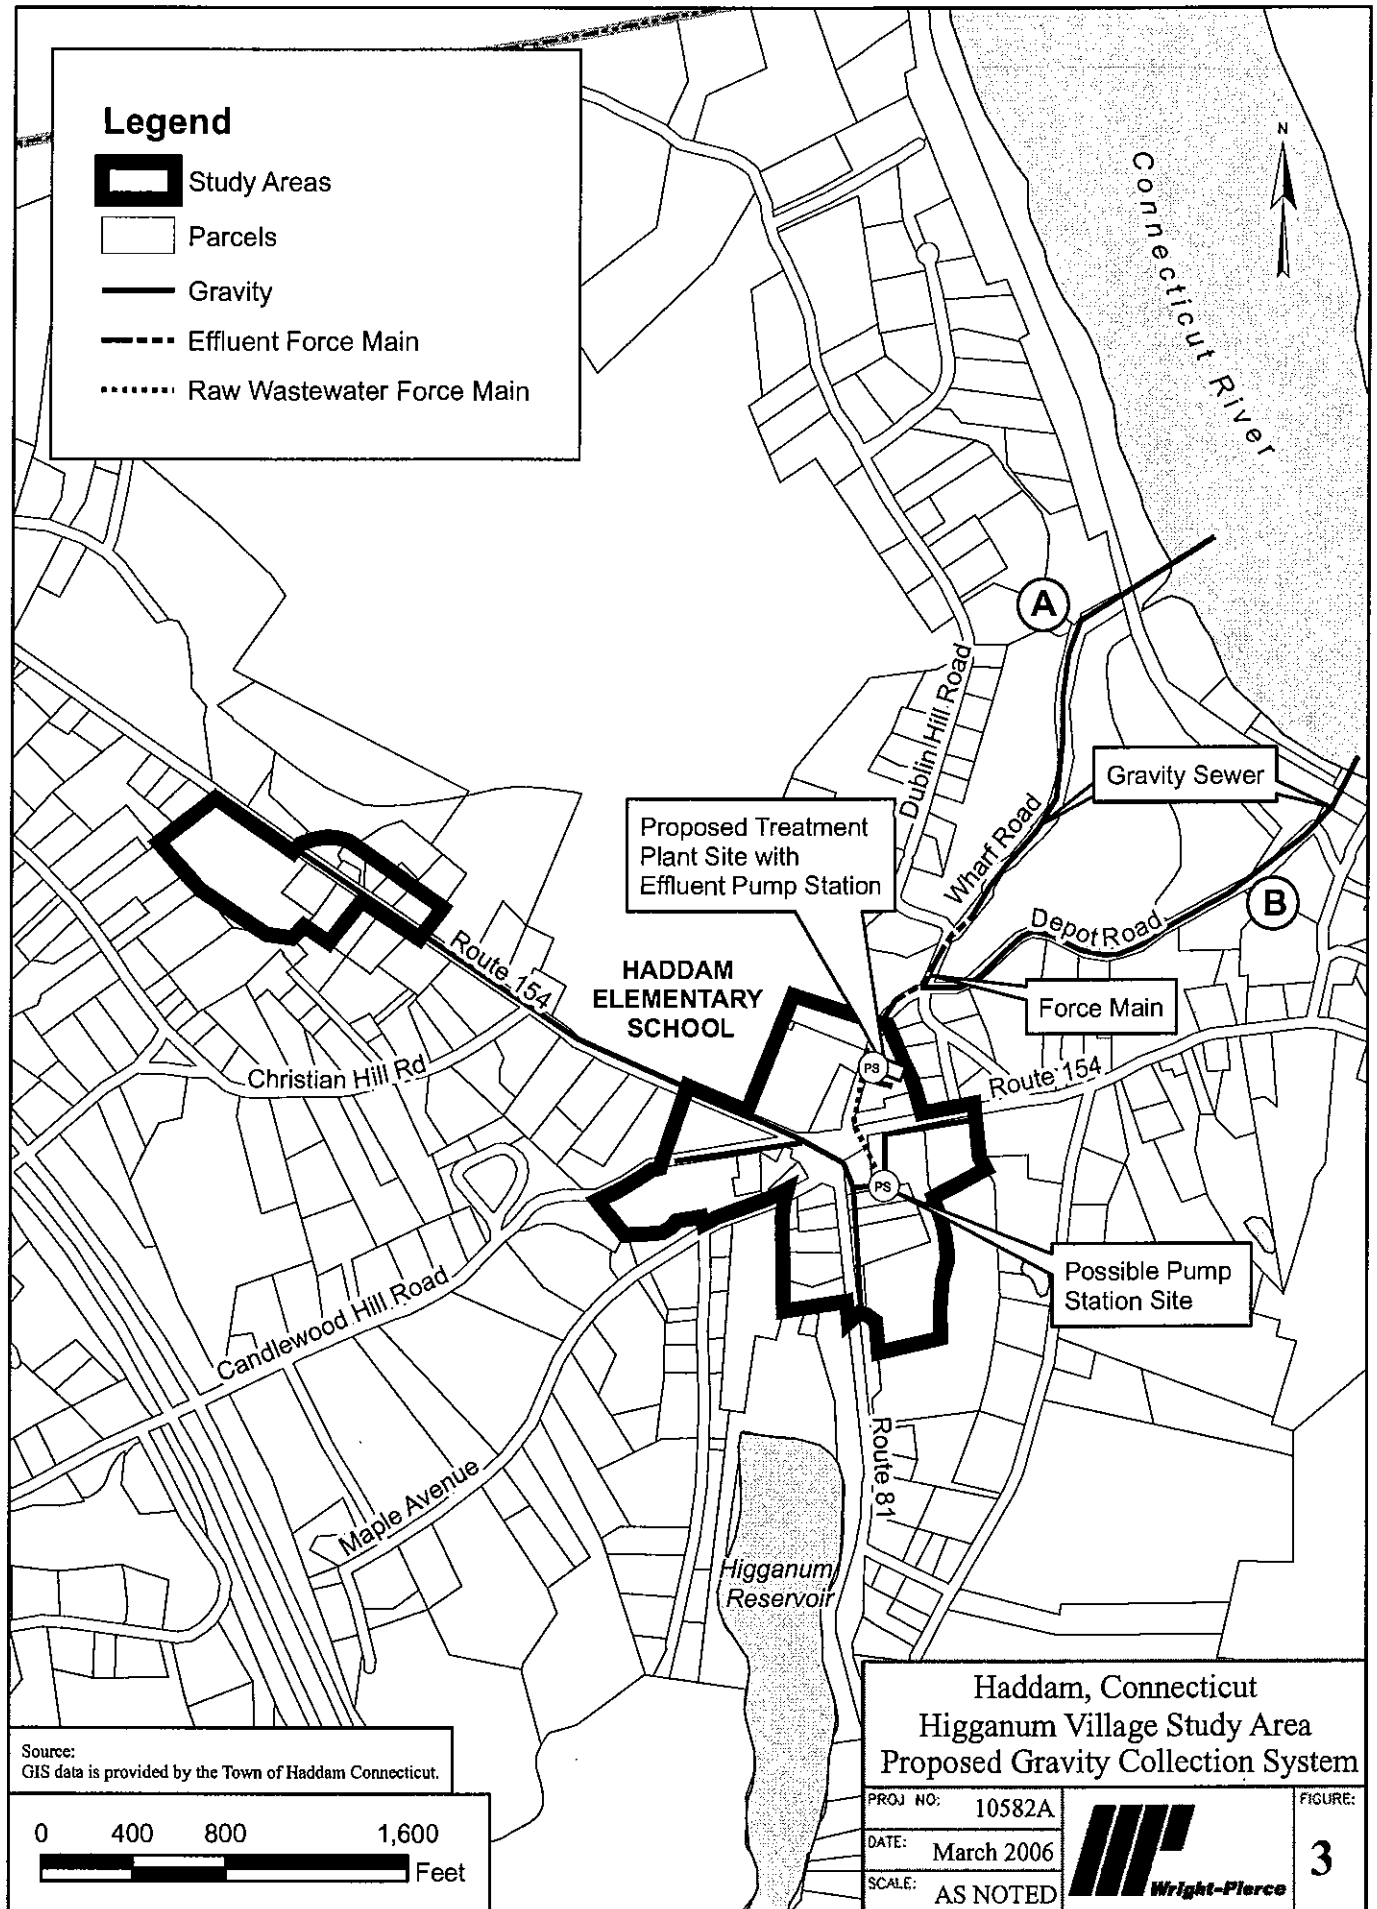 Legend
Study Areas
Parcels
Gravity
Effluent Force Main
Raw Wastewater Force Main
N
Connecticut River
A
Dublin Hill Road
Gravity Sewer
Wharf Road
Proposed Treatment
Plant Site with
Effluent Pump Station
B
Depot Road
Route 154
HADDAM
ELEMENTARY
SCHOOL
Force Main
Christian Hill Rd
PS
Route 154
PS
Possible Pump
Station Site
Candlewood Hill Road
Route 81
Maple Avenue
Higganum
Reservoir
Haddam, Connecticut
Higganum Village Study Area
Proposed Gravity Collection System
Source:
GIS data is provided by the Town of Haddam Connecticut.
0 400 800 1,600
Feet
PROJ NO: 10582A
DATE: March 2006
SCALE: AS NOTED
Wright-Pierce
FIGURE:
3